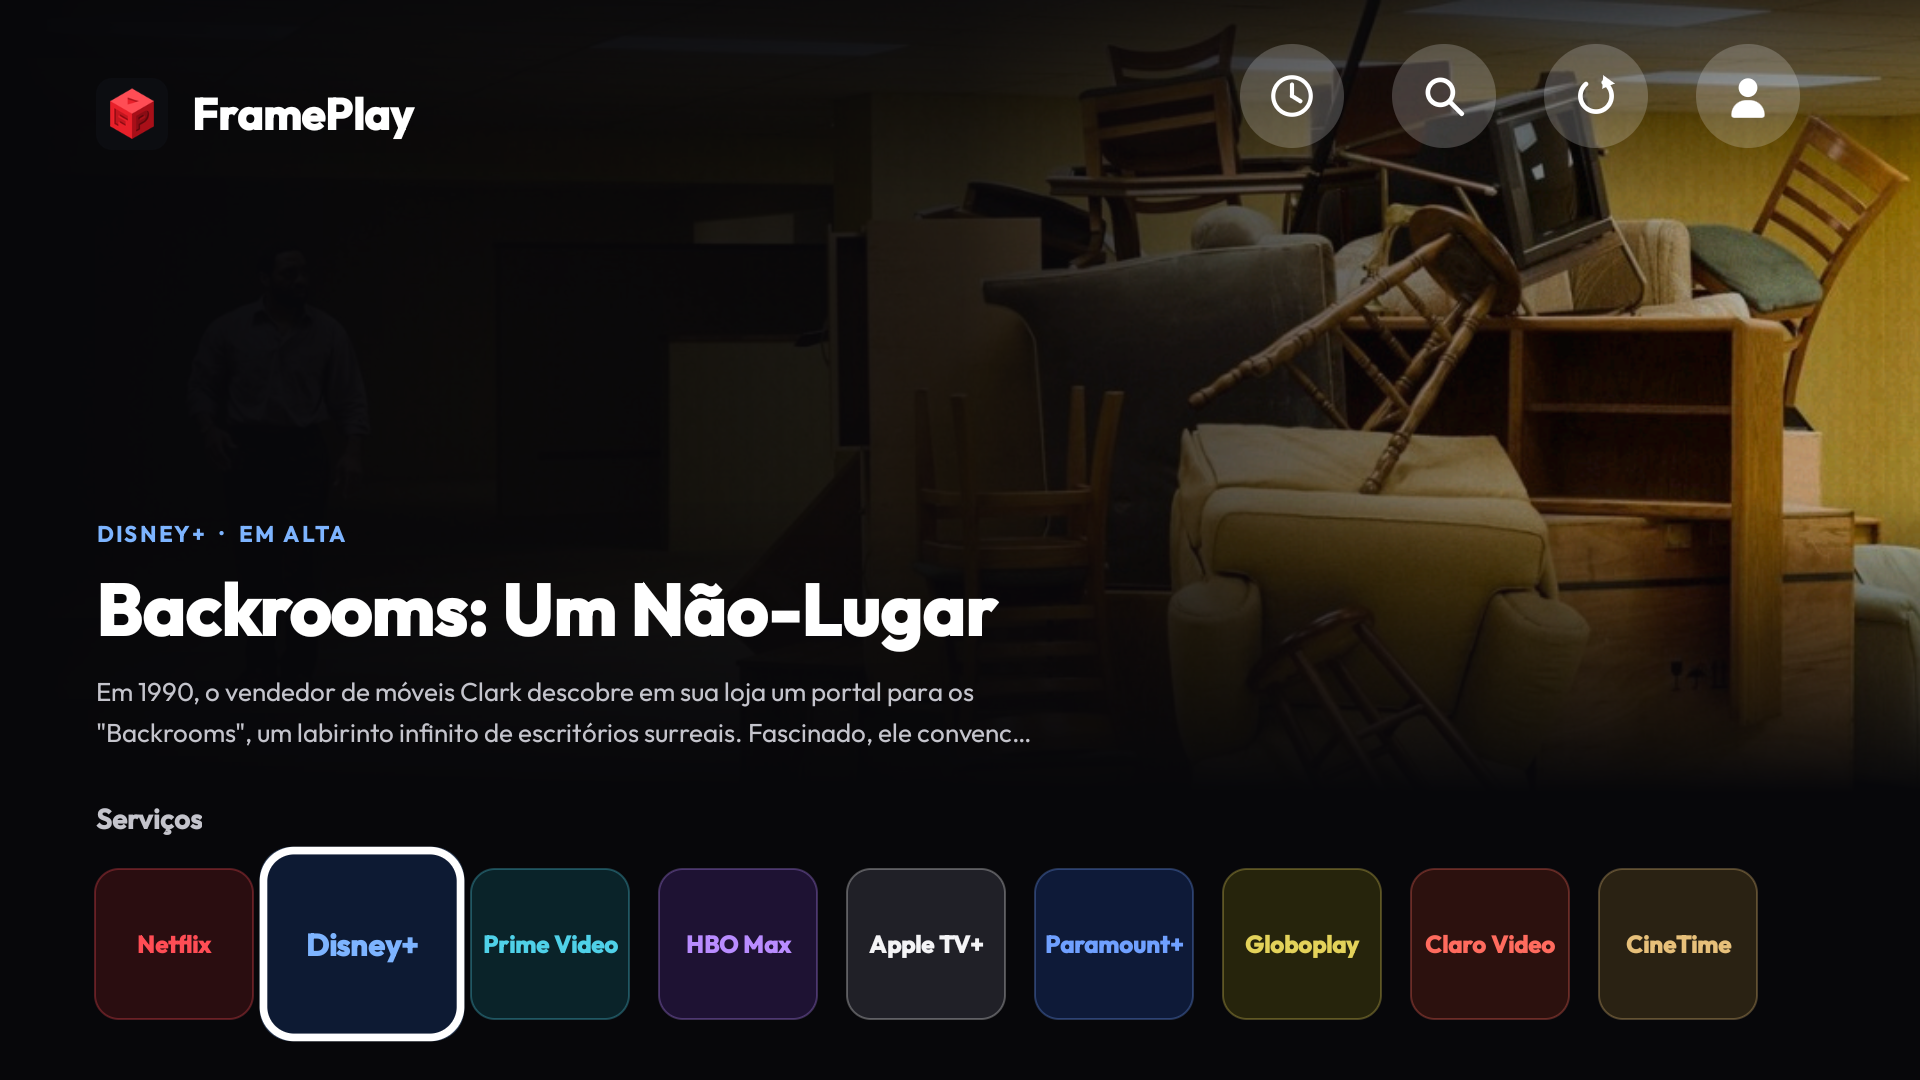 FramePlay
DISNEY+ · EM ALTA
Backrooms: Um Não-Lugar
Em 1990, o vendedor de móveis Clark descobre em sua loja um portal para os
"Backrooms", um labirinto infinito de escritórios surreais. Fascinado, ele convenc...
Serviços
Netflix
Disney+
Prime Video
HBO Max
Apple TV+
Paramount+
Globoplay
Claro Video
CineTime